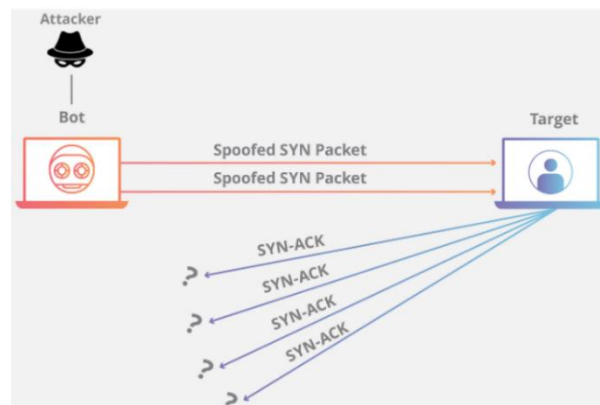 Attacker
Bot
Target
Spoofed SYN Packet
Spoofed SYN Packet
SYN-ACK
?
SYN-ACK
?
SYN-ACK
?
SYN-ACK
?